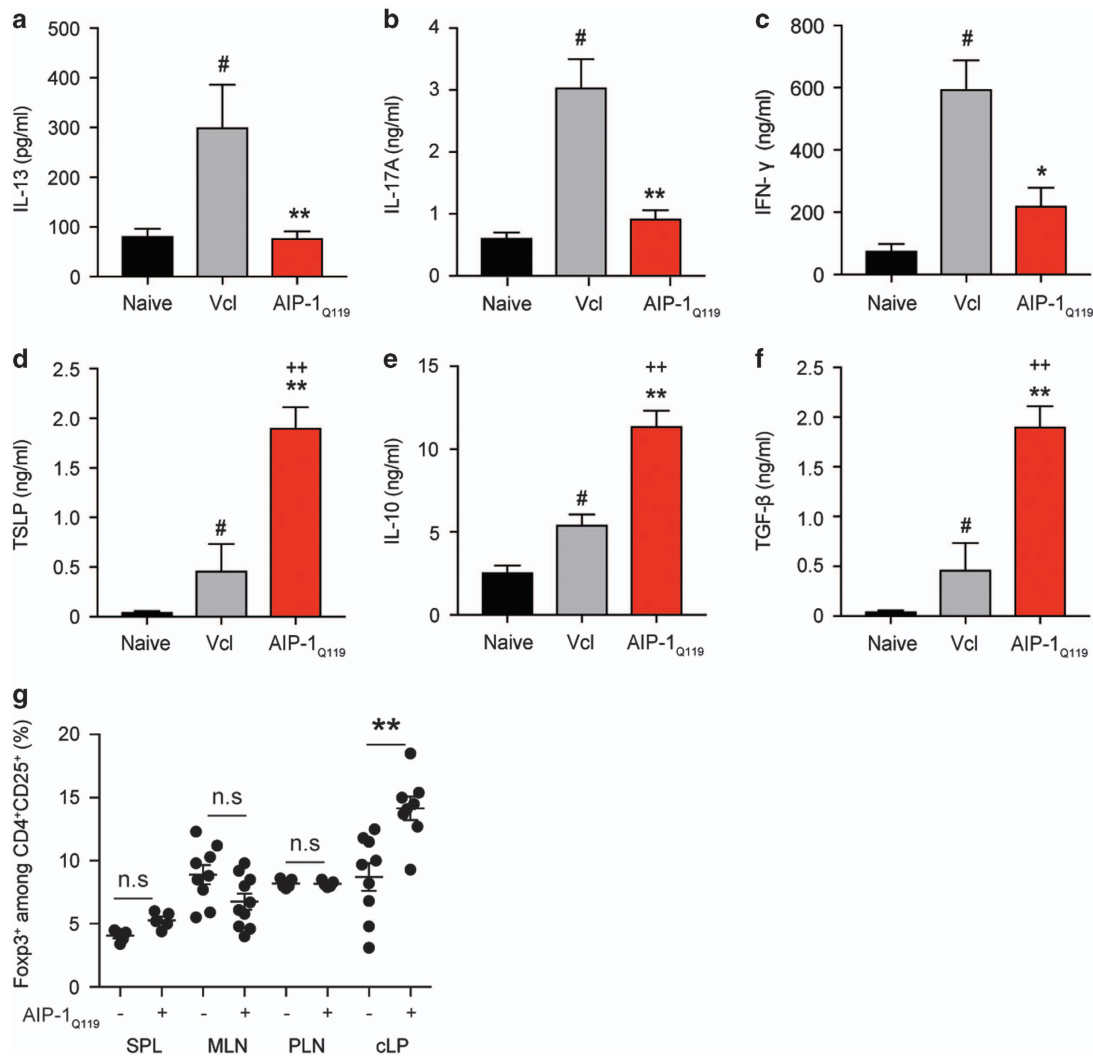 a
IL-13 (pg/ml)
500
400
300
200
100
0
#
**
Naive Vcl AIP-1Q119
b
IL-17A (ng/ml)
4
3
2
1
0
#
**
Naive Vcl AIP-1Q119
c
IFN- γ (ng/ml)
800
600
400
200
0
#
*
Naive Vcl AIP-1Q119
d
TSLP (ng/ml)
2.5
2.0
1.0
0.5
0
#
++
**
Naive Vcl AIP-1Q119
e
IL-10 (ng/ml)
15
10
5
0
#
++
**
Naive Vcl AIP-1Q119
f
TGF-β (ng/ml)
2.5
2.0
1.0
0.5
0
#
++
**
Naive Vcl AIP-1Q119
g
Foxp3+ among CD4+CD25+ (%)
20
15
10
5
0
n.s
n.s
n.s
**
AIP-1Q119 - + - + - + - +
SPL MLN PLN cLP